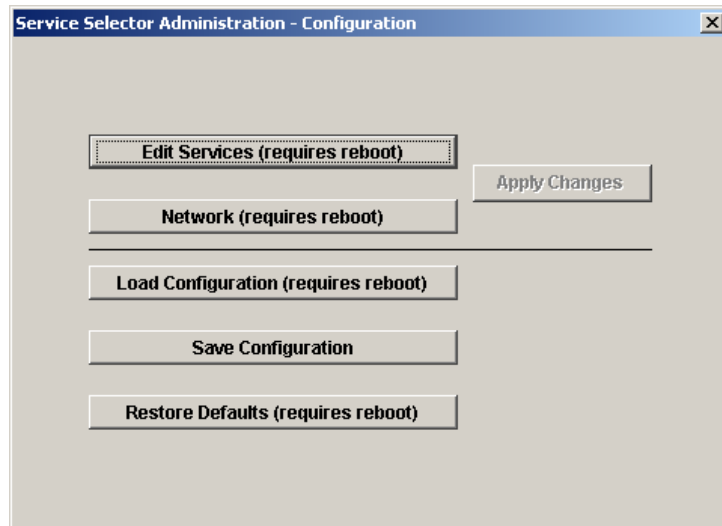 Service Selector Administration - Configuration
Edit Services (requires reboot)
Apply Changes
Network (requires reboot)
Load Configuration (requires reboot)
Save Configuration
Restore Defaults (requires reboot)